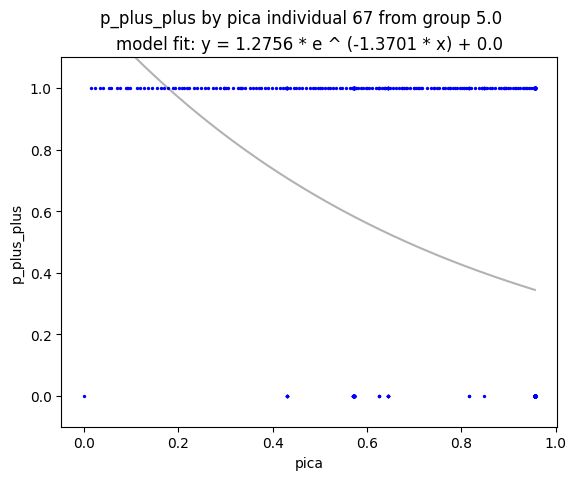 p_plus_plus by pica individual 67 from group 5.0
model fit: y = 1.2756 * e ^ (-1.3701 * x) + 0.0
1.0
0.8
0.6
0.4
0.2
0.0
p_plus_plus
0.0 0.2 0.4 0.6 0.8 1.0
pica